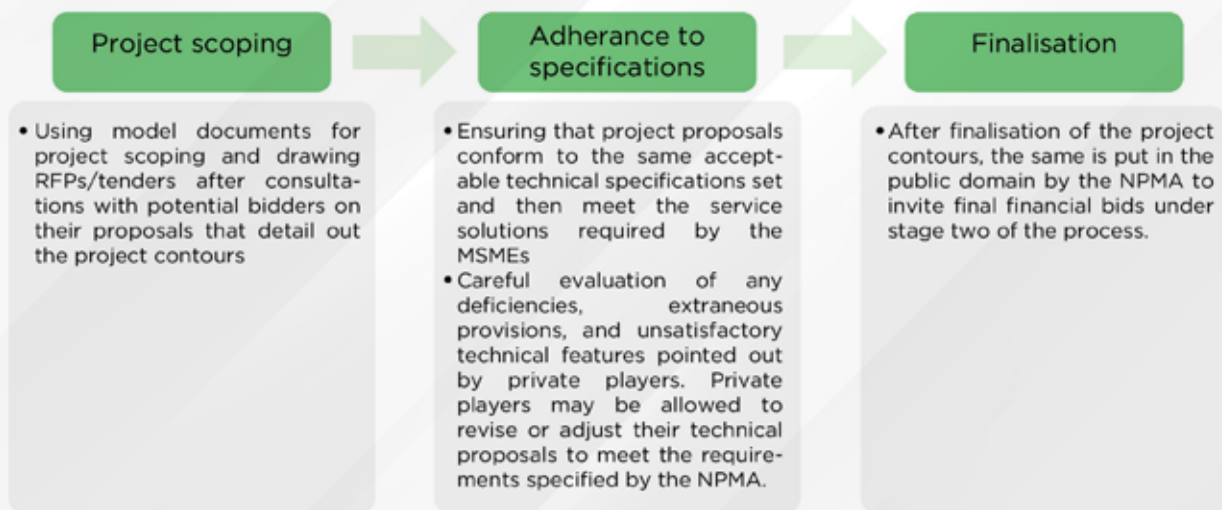 Project scoping
• Using model documents for
project scoping and drawing
RFPs/tenders after consulta-
tions with potential bidders on
their proposals that detail out
the project contours
Adherance to
specifications
• Ensuring that project proposals
conform to the same accept-
able technical specifications set
and then meet the service
solutions required by the
MSMEs
• Careful evaluation of any
deficiencies, extraneous
provisions, and unsatisfactory
technical features pointed out
by private players. Private
players may be allowed to
revise or adjust their technical
proposals to meet the require-
ments specified by the NPMA.
Finalisation
• After finalisation of the project
contours, the same is put in the
public domain by the NPMA to
invite final financial bids under
stage two of the process.